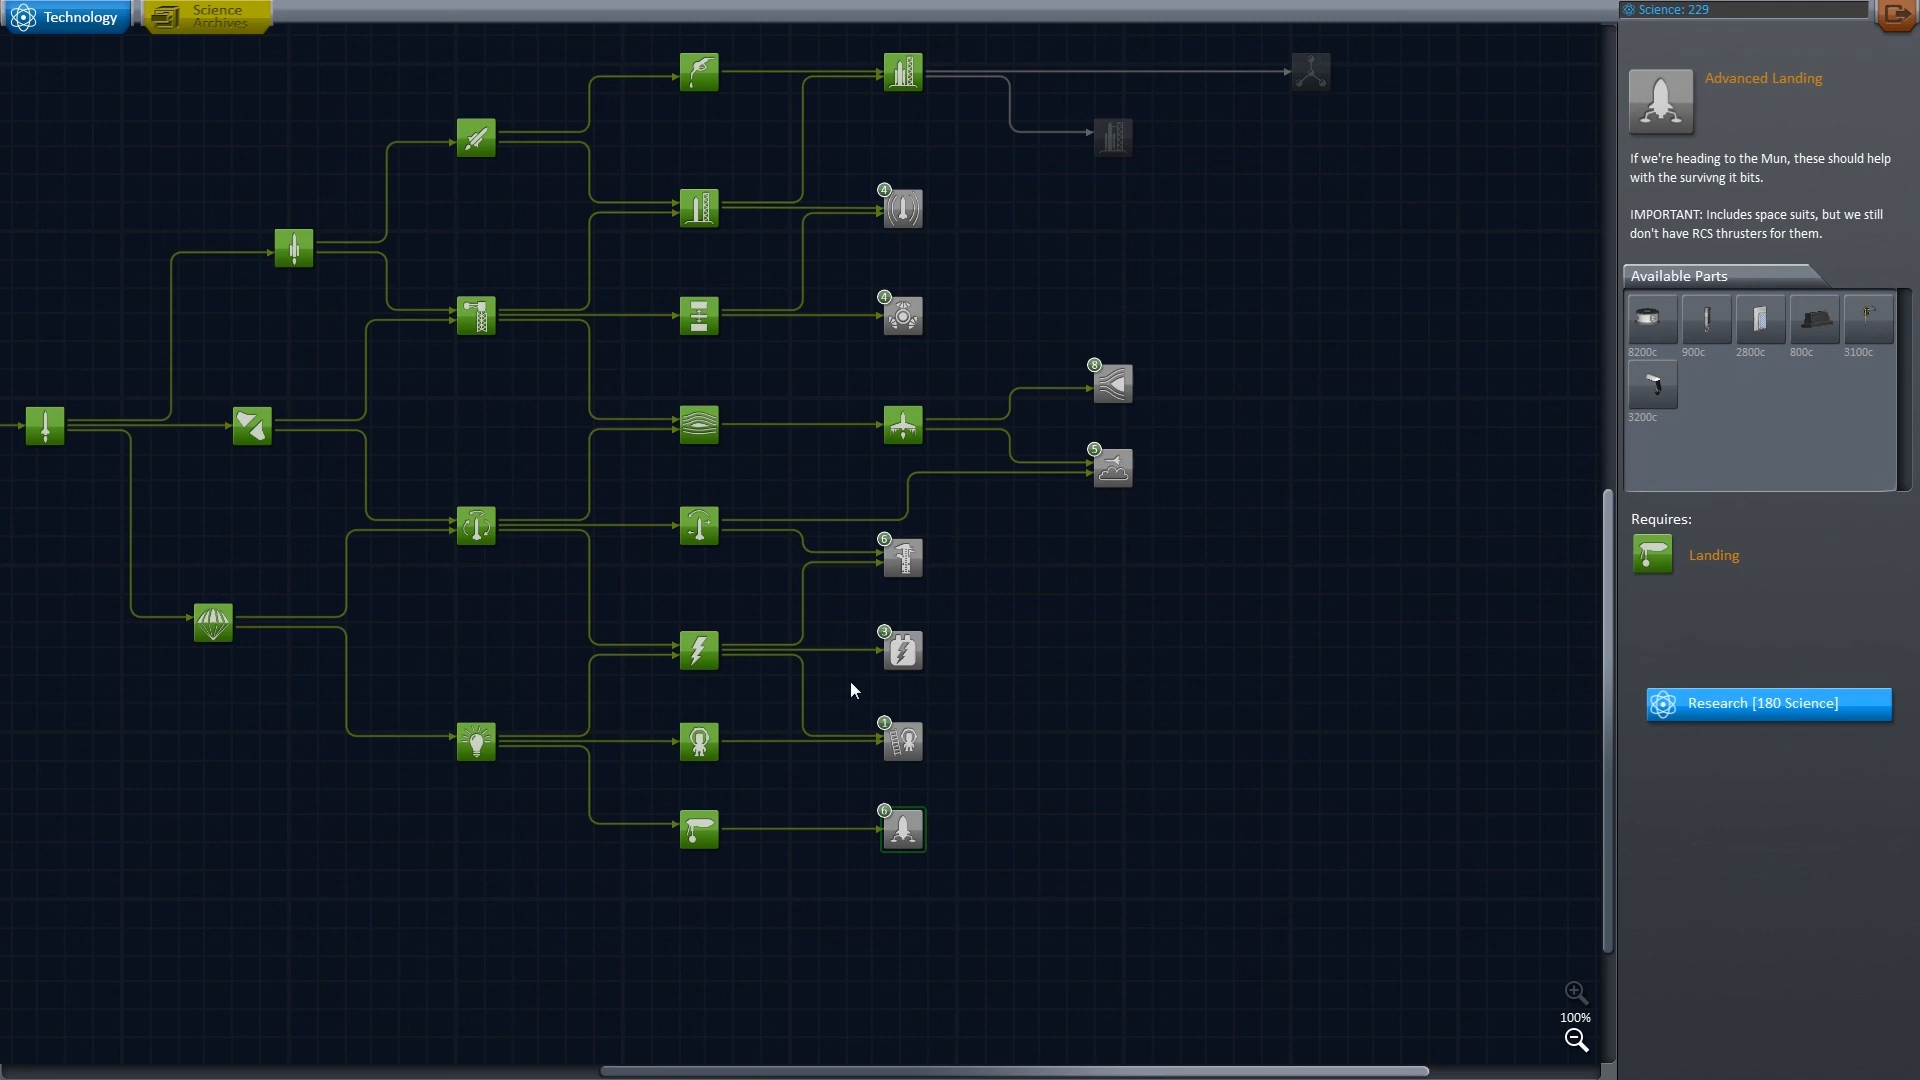 Technology
Science
Archives
Science: 229
4
4
8
5
6
3
1
6
100%
Advanced Landing
If we're heading to the Mun, these should help
with the survivng it bits.
IMPORTANT: Includes space suits, but we still
don't have RCS thrusters for them.
Available Parts
8200c 900c 2800c 800c 3100c
3200c
Requires:
Landing
Research [180 Science]